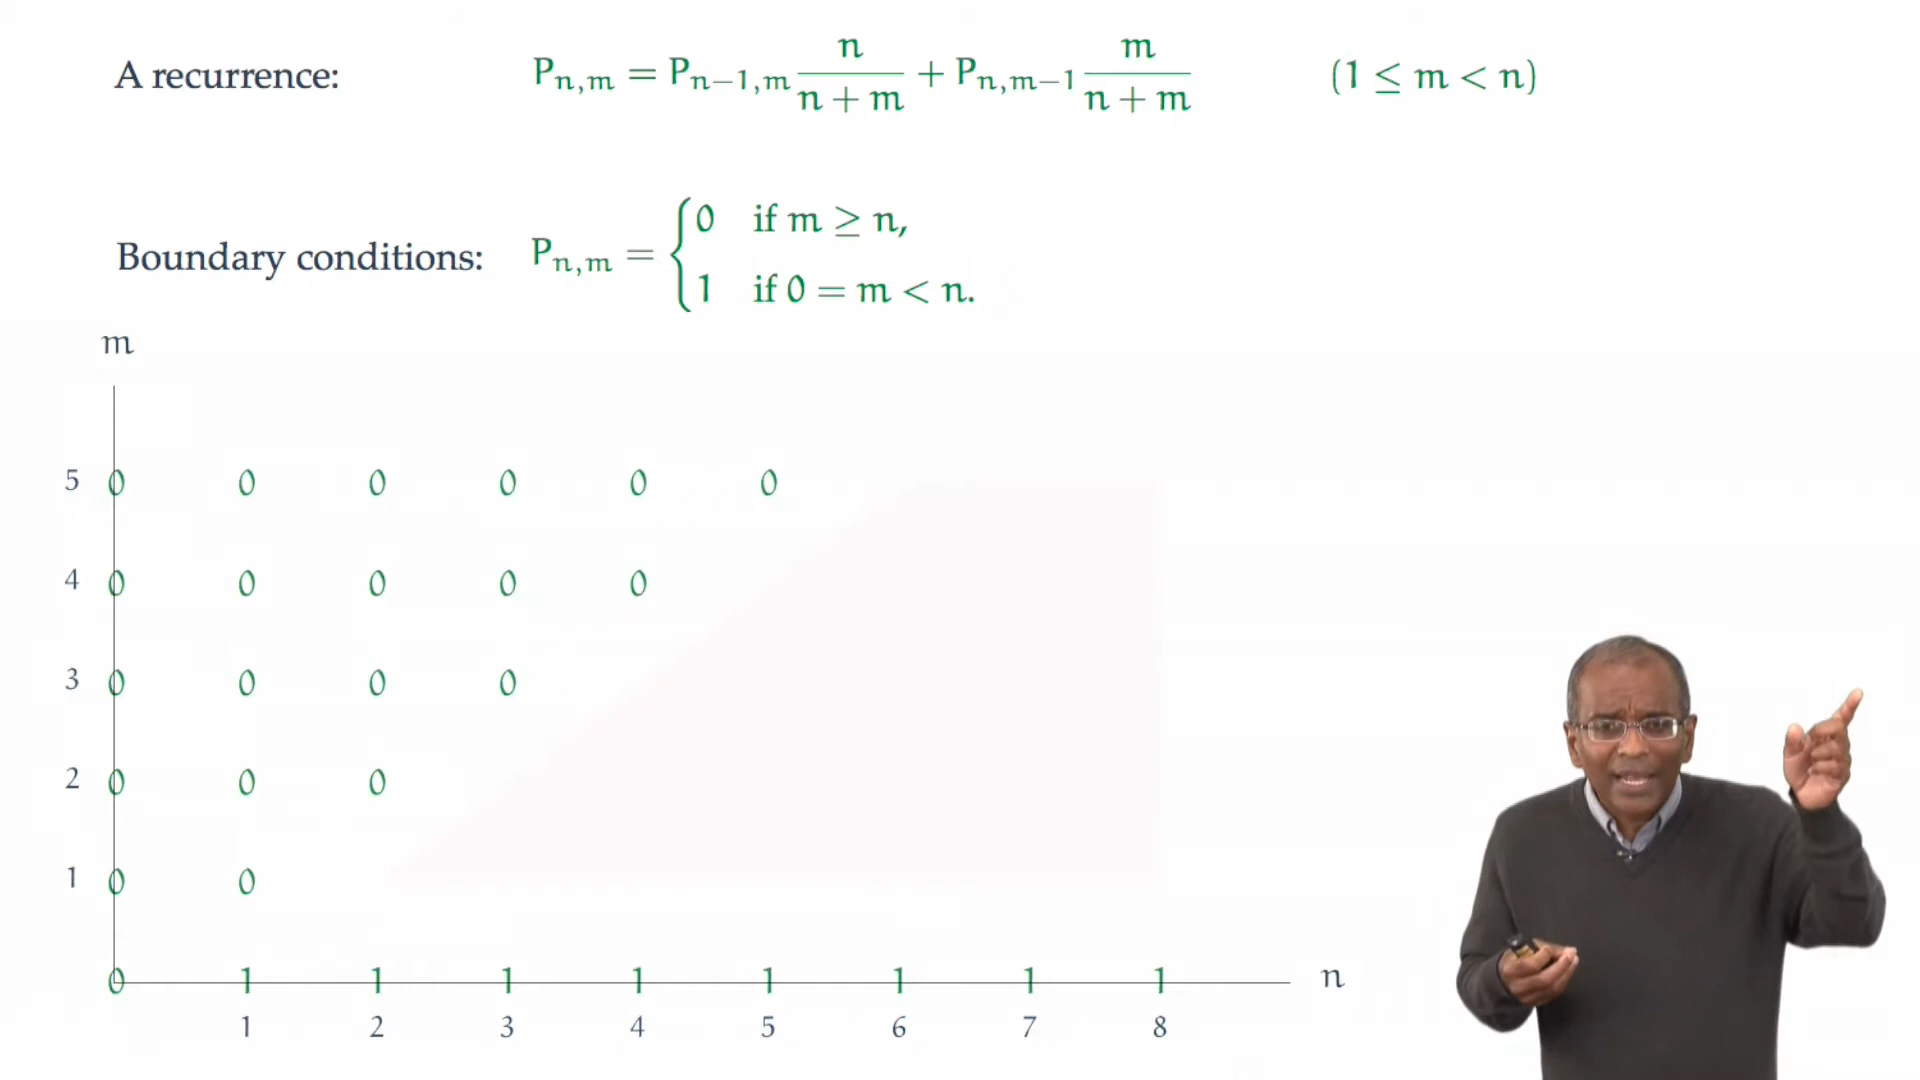 A recurrence: P_{n,m} = P_{n−1,m} \frac{n}{n + m} + P_{n,m−1} \frac{m}{n + m} (1 ≤ m < n)
Boundary conditions: P_{n,m} = { 0 if m ≥ n,
1 if 0 = m < n.
m
5 0 0 0 0 0 0
4 0 0 0 0 0
3 0 0 0 0
2 0 0 0
1 0 0
0 1 1 1 1 1 1 1 1 n
1 2 3 4 5 6 7 8